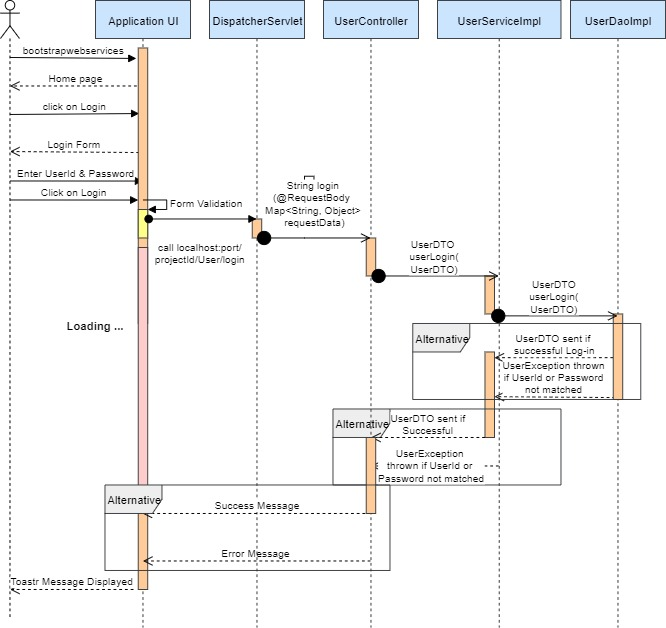 Application UI
DispatcherServlet
UserController
UserServiceImpl
UserDaoImpl
bootstrapwebservices
Home page
click on Login
Login Form
Enter UserId & Password
Click on Login
Form Validation
String login
(@RequestBody
Map<String, Object>
requestData)
call localhost:port/
projectId/User/login
UserDTO
userLogin(
UserDTO)
UserDTO
userLogin(
UserDTO)
Loading ...
Alternative
UserDTO sent if
successful Log-in
UserException thrown
if UserId or Password
not matched
Alternative
UserDTO sent if
Successful
UserException
thrown if UserId or
Password not matched
Alternative
Success Message
Error Message
Toastr Message Displayed